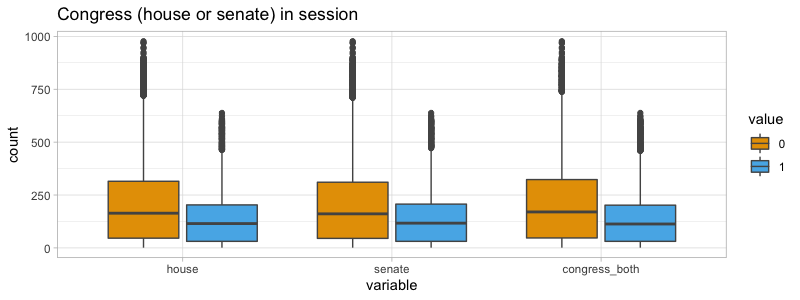 Congress (house or senate) in session
1000
750
500
250
0
count
house senate congress_both
variable
value
0
1